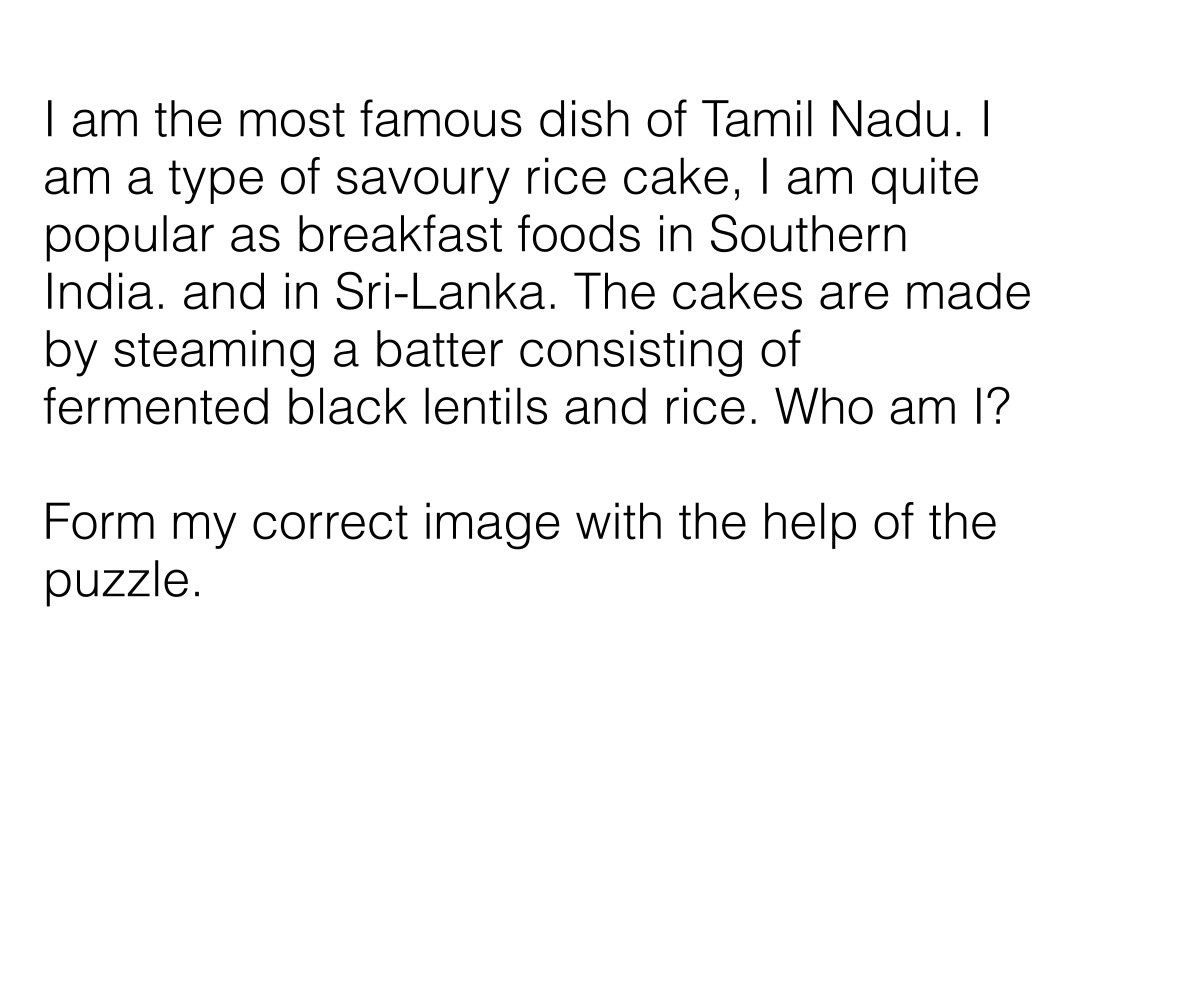 I am the most famous dish of Tamil Nadu. I
am a type of savoury rice cake, I am quite
popular as breakfast foods in Southern
India. and in Sri-Lanka. The cakes are made
by steaming a batter consisting of
fermented black lentils and rice. Who am I?
Form my correct image with the help of the
puzzle.